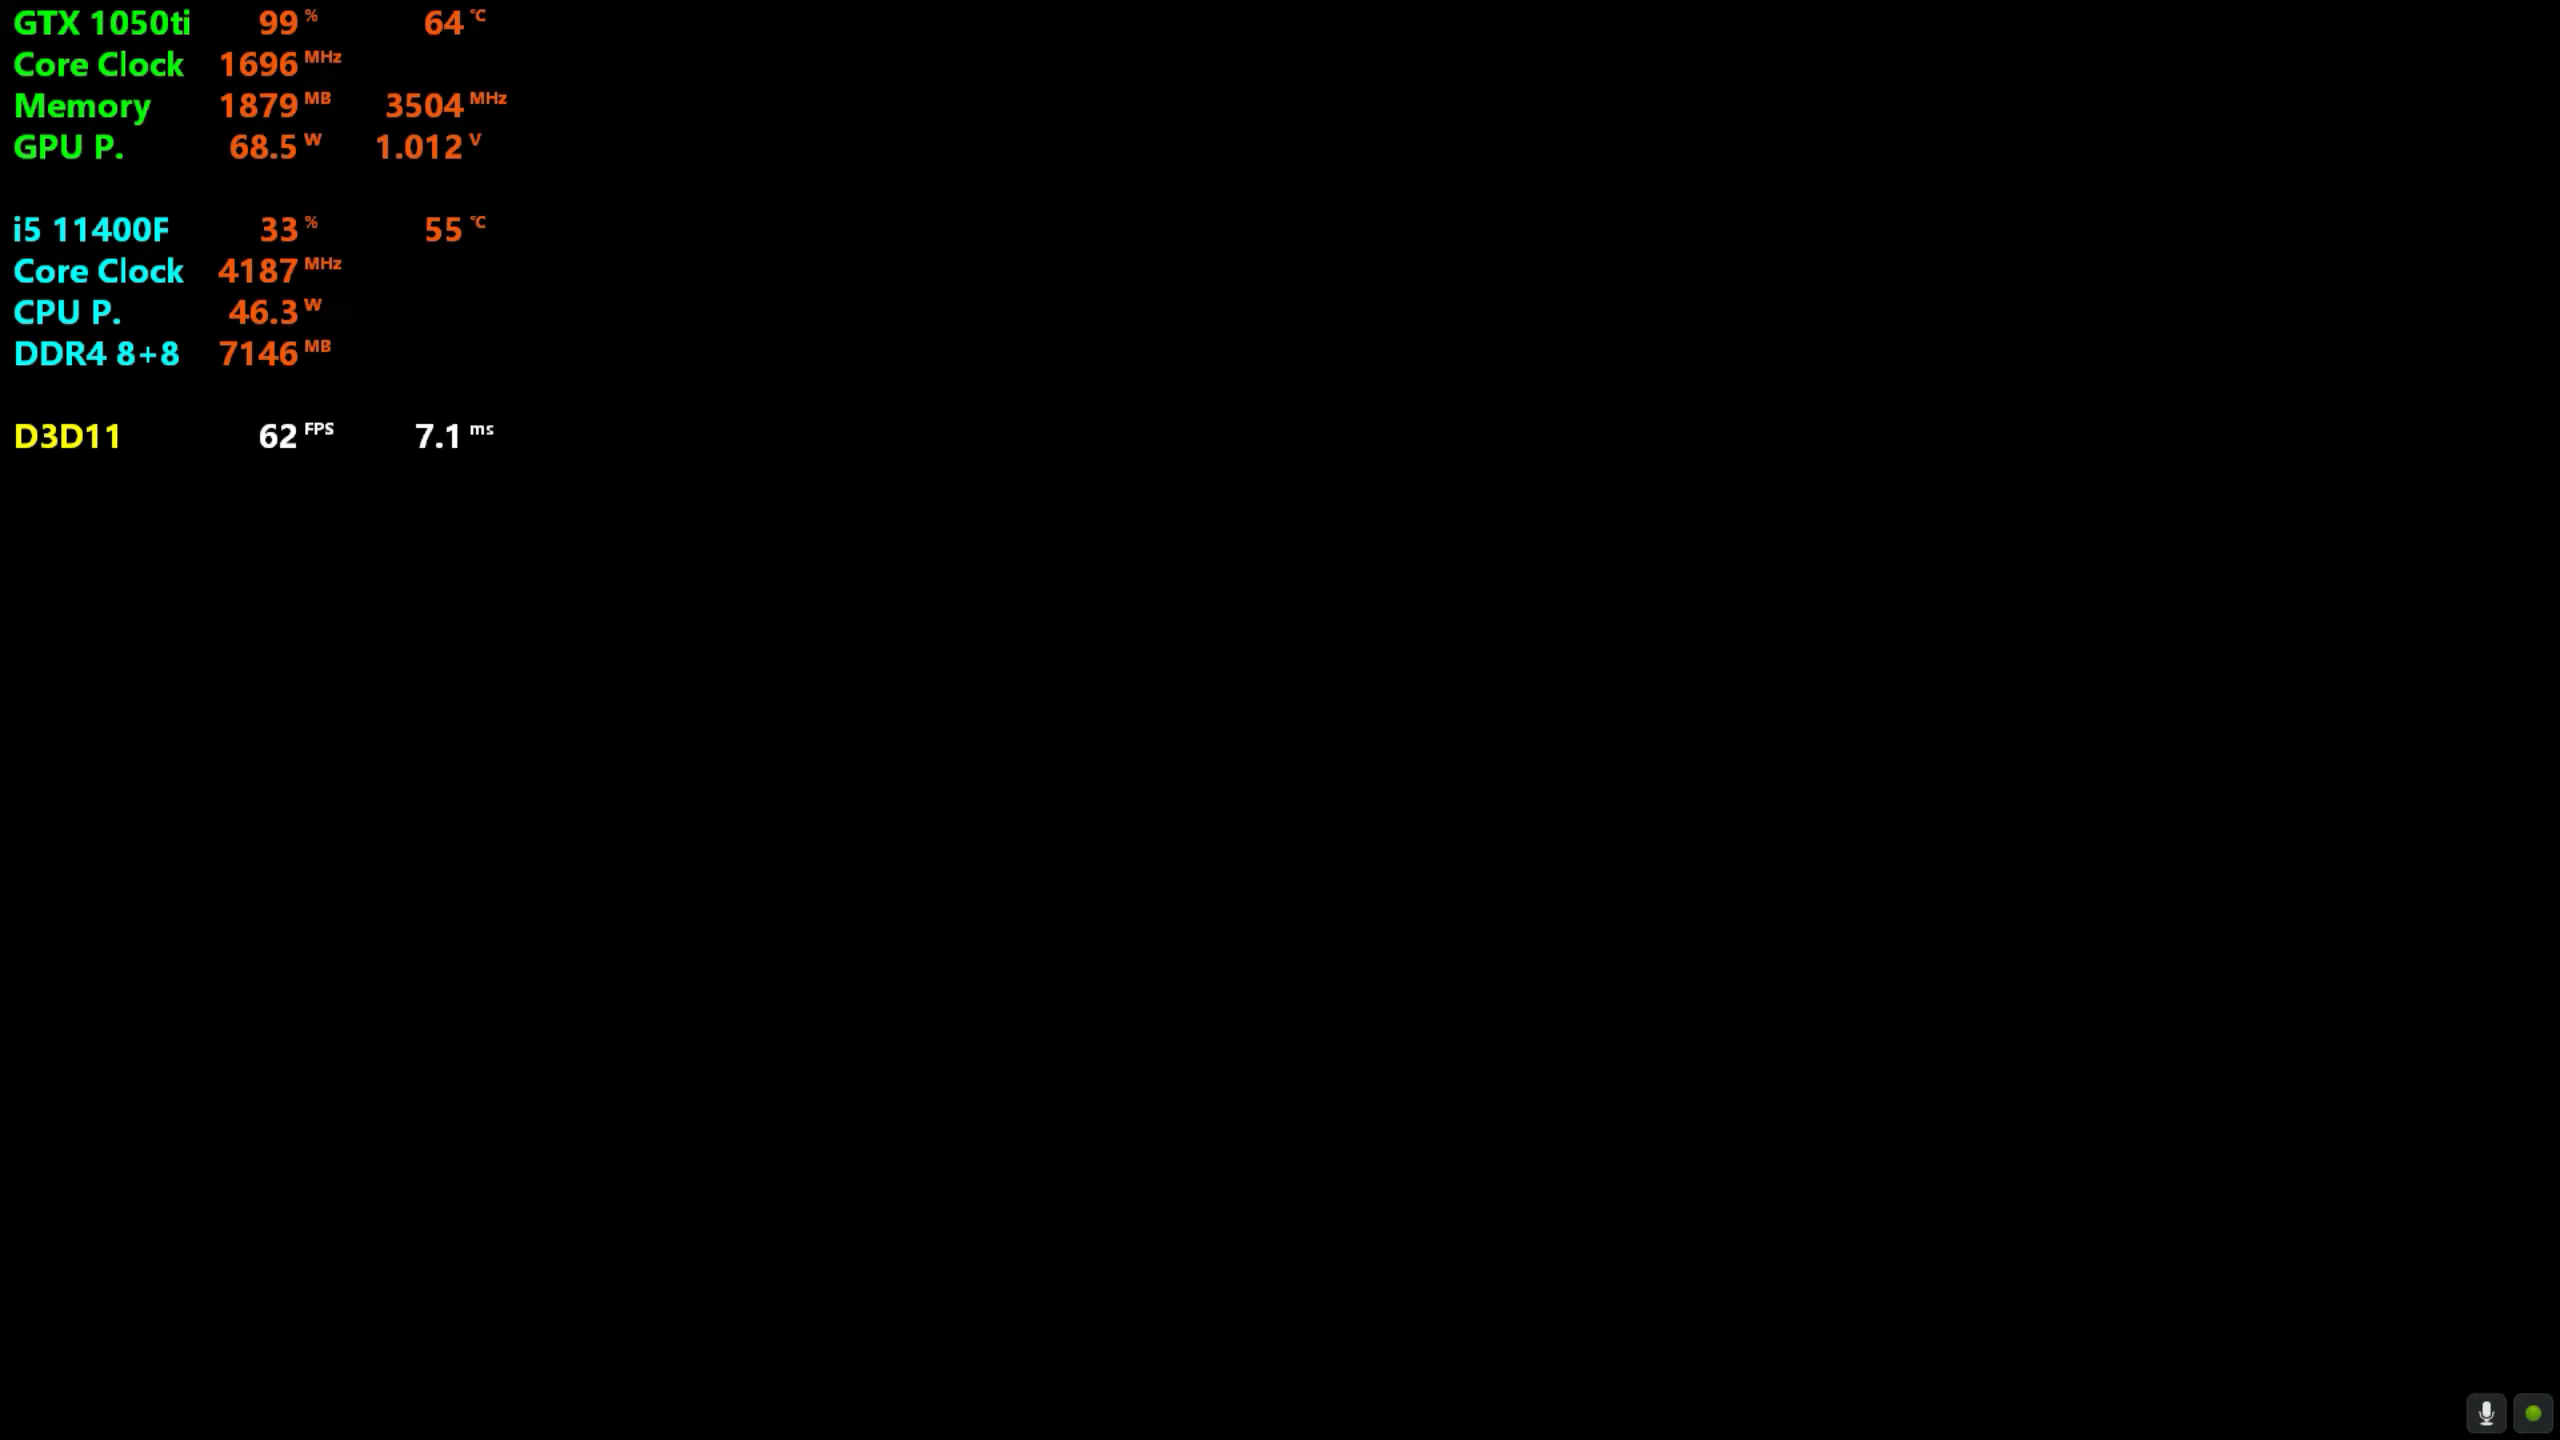 GTX 1050ti 99 % 64 °C
Core Clock 1696 MHz
Memory 1879 MB 3504 MHz
GPU P. 68.5 W 1.012 V
i5 11400F 33 % 55 °C
Core Clock 4187 MHz
CPU P. 46.3 W
DDR4 8+8 7146 MB
D3D11 62 FPS 7.1 ms